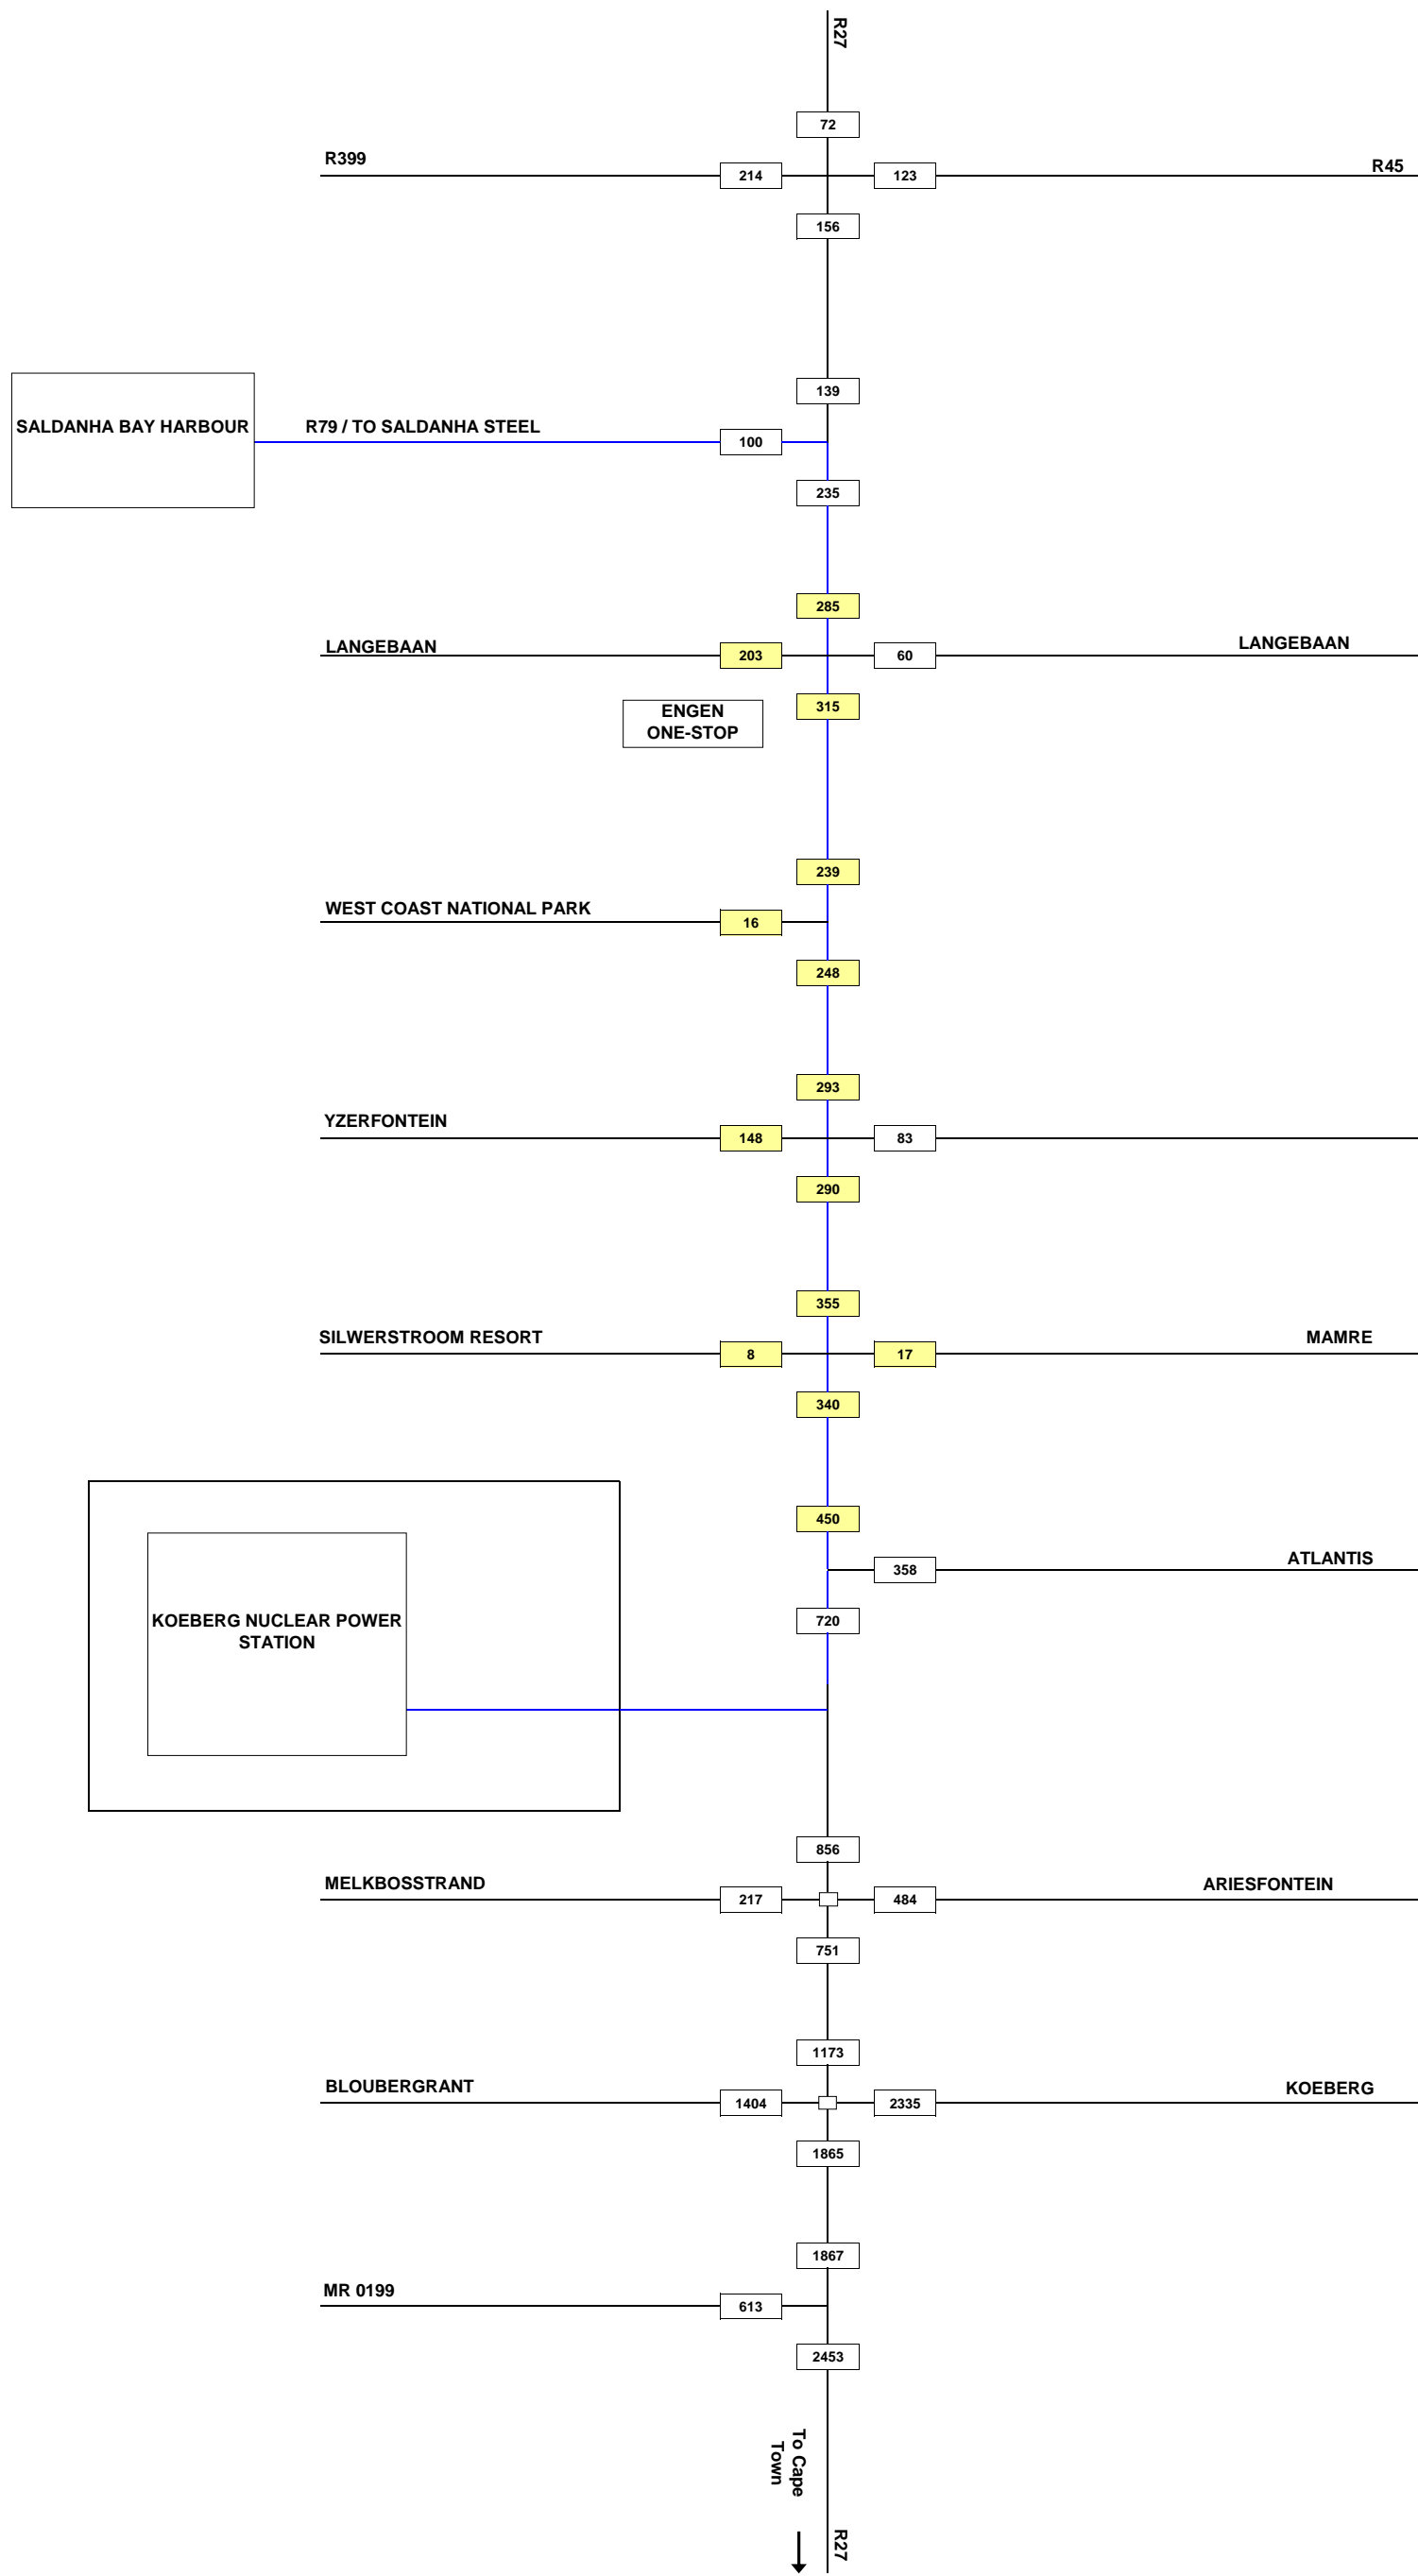 R27
72
R399
214
123
R45
156
139
SALDANHA BAY HARBOUR
R79 / TO SALDANHA STEEL
100
235
285
LANGEBAAN
203
60
LANGEBAAN
315
ENGEN
ONE-STOP
239
WEST COAST NATIONAL PARK
16
248
293
YZERFONTEIN
148
83
290
355
SILWERSTROOM RESORT
8
17
MAMRE
340
450
358
ATLANTIS
720
KOEBERG NUCLEAR POWER
STATION
856
MELKBOSSTRAND
217
484
ARIESFONTEIN
751
1173
BLOUBERGRANT
1404
2335
KOEBERG
1865
1867
MR 0199
613
2453
To Cape
Town
R27